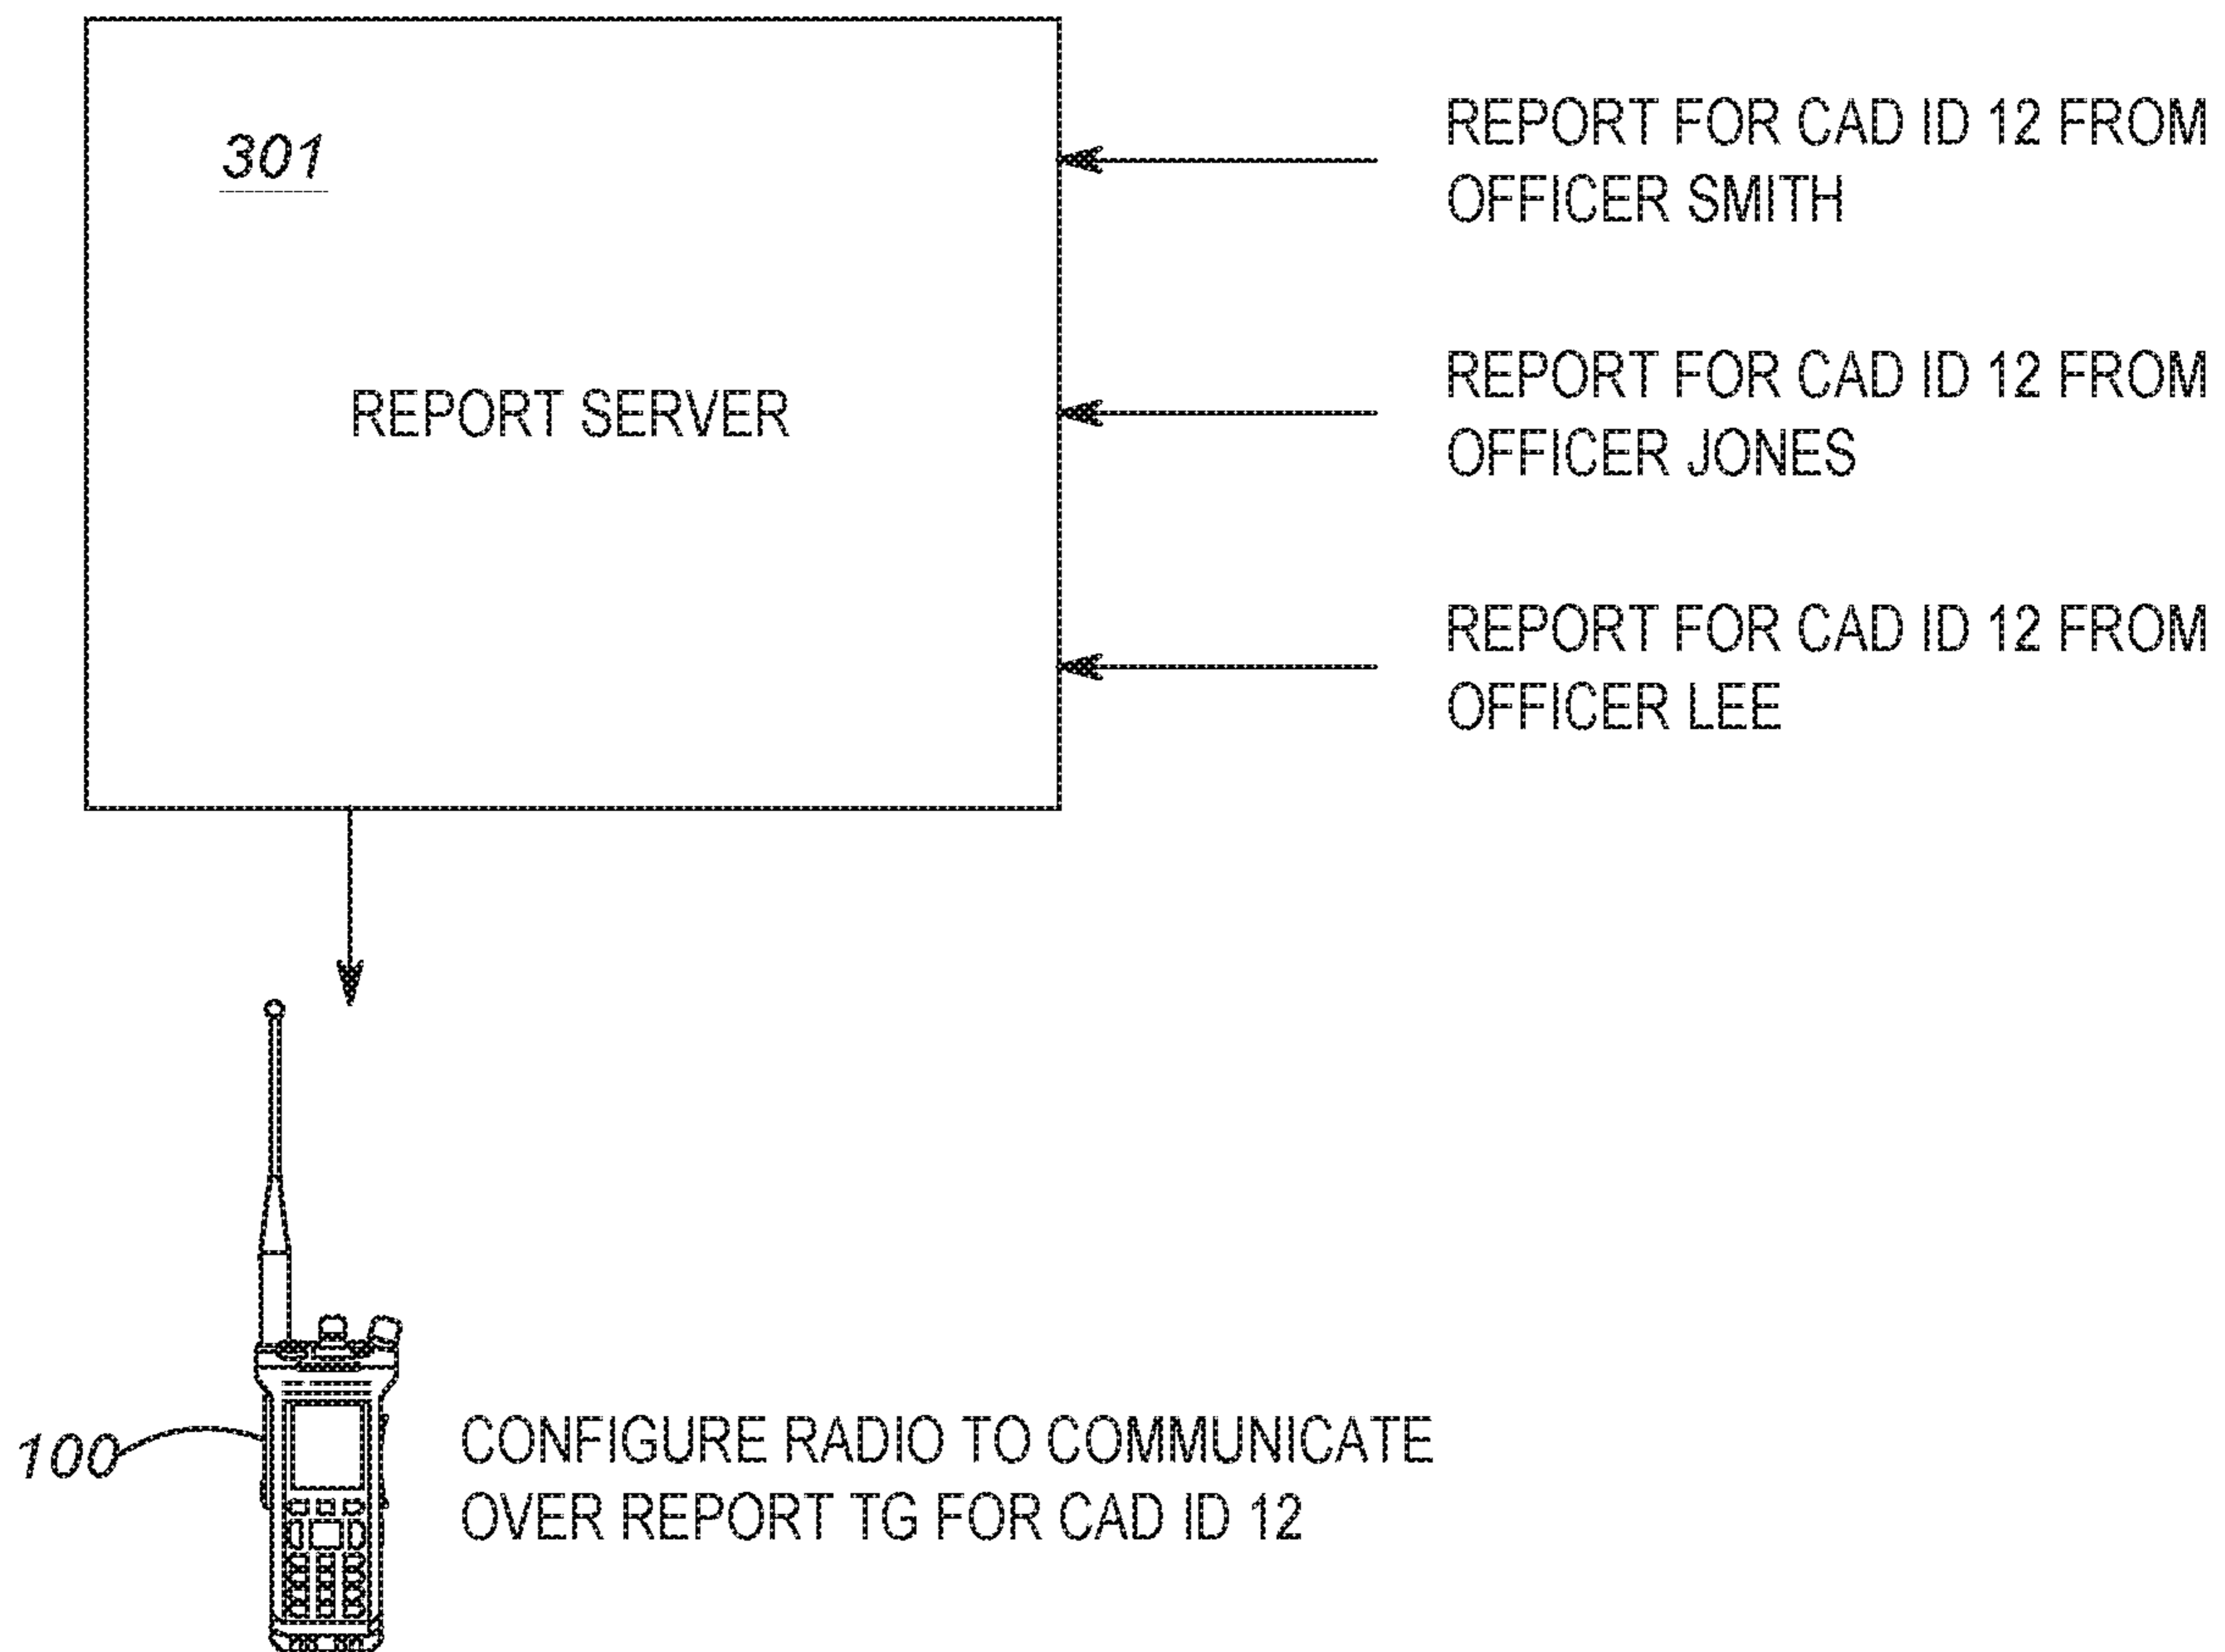 301
REPORT SERVER
REPORT FOR CAD ID 12 FROM
OFFICER SMITH
REPORT FOR CAD ID 12 FROM
OFFICER JONES
REPORT FOR CAD ID 12 FROM
OFFICER LEE
100
CONFIGURE RADIO TO COMMUNICATE
OVER REPORT TG FOR CAD ID 12